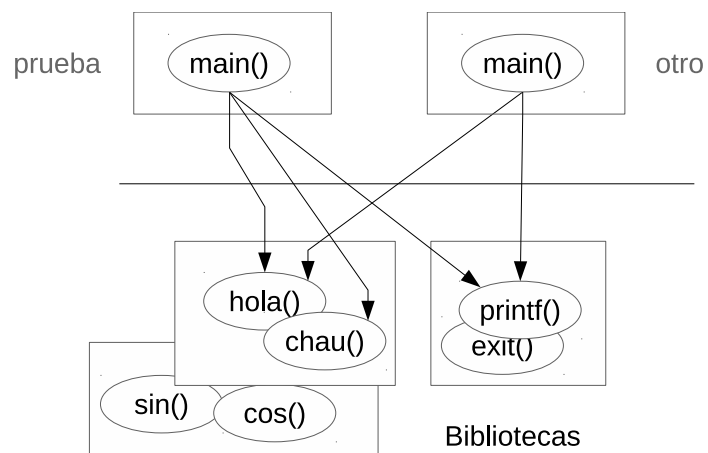 prueba
main()
main()
otro
hola()
chau()
printf()
exit()
sin()
cos()
Bibliotecas